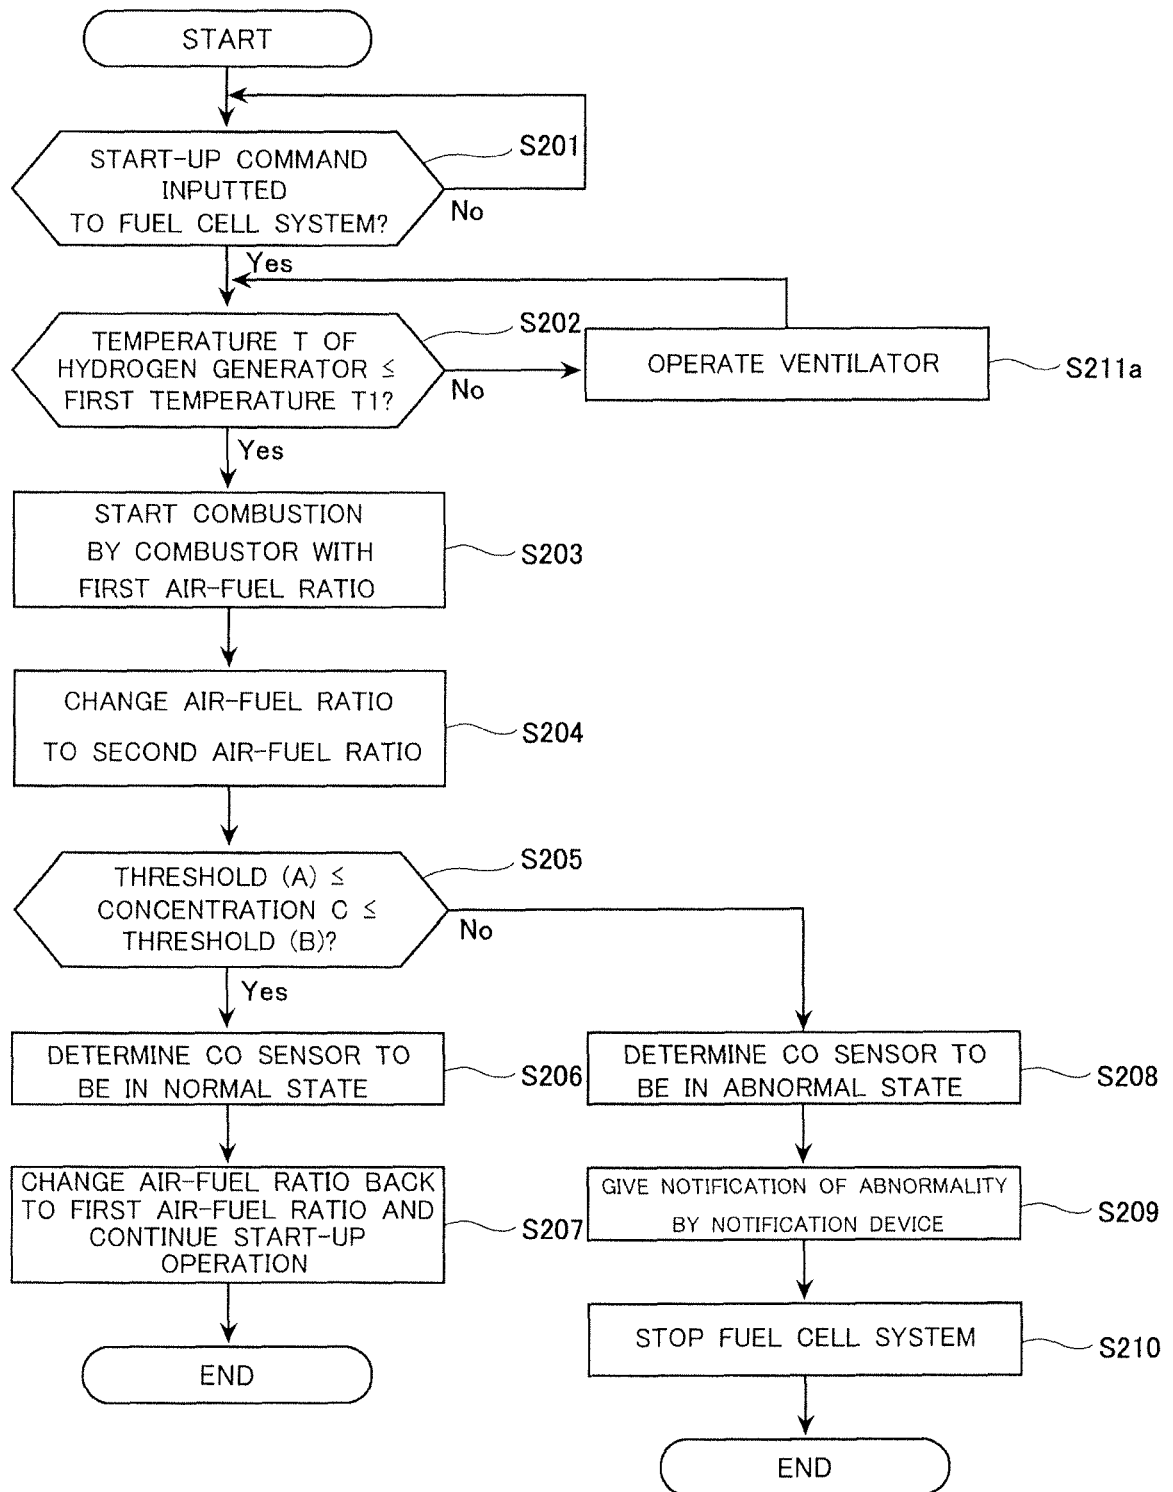 START
START-UP COMMAND
INPUTTED
TO FUEL CELL SYSTEM?
S201
No
Yes
TEMPERATURE T OF
HYDROGEN GENERATOR ≤
FIRST TEMPERATURE T1?
S202
No
OPERATE VENTILATOR
S211a
Yes
START COMBUSTION
BY COMBUSTOR WITH
FIRST AIR-FUEL RATIO
S203
CHANGE AIR-FUEL RATIO
TO SECOND AIR-FUEL RATIO
S204
THRESHOLD (A) ≤
CONCENTRATION C ≤
THRESHOLD (B)?
S205
No
Yes
DETERMINE CO SENSOR TO
BE IN NORMAL STATE
S206
DETERMINE CO SENSOR TO
BE IN ABNORMAL STATE
S208
CHANGE AIR-FUEL RATIO BACK
TO FIRST AIR-FUEL RATIO AND
CONTINUE START-UP
OPERATION
S207
GIVE NOTIFICATION OF ABNORMALITY
BY NOTIFICATION DEVICE
S209
STOP FUEL CELL SYSTEM
S210
END
END